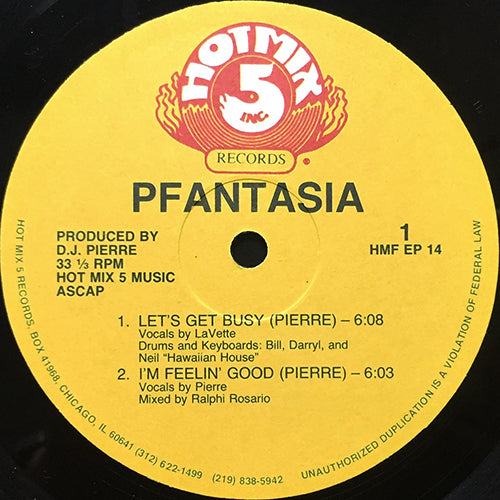 HOT MIX
5
INC.
RECORDS ®
PFANTASIA
PRODUCED BY
D.J. PIERRE
33 ⅓ RPM
HOT MIX 5 MUSIC
ASCAP
1
HMF EP 14
1. LET'S GET BUSY (PIERRE) – 6:08
Vocals by LaVette
Drums and Keyboards: Bill, Darryl, and
Neil "Hawaiian House"
2. I'M FEELIN' GOOD (PIERRE) – 6:03
Vocals by Pierre
Mixed by Ralphi Rosario
HOT MIX 5 RECORDS, BOX 41968, CHICAGO, IL 60641 (312) 622-1499 (219) 838-5942
UNAUTHORIZED DUPLICATION IS A VIOLATION OF FEDERAL LAW